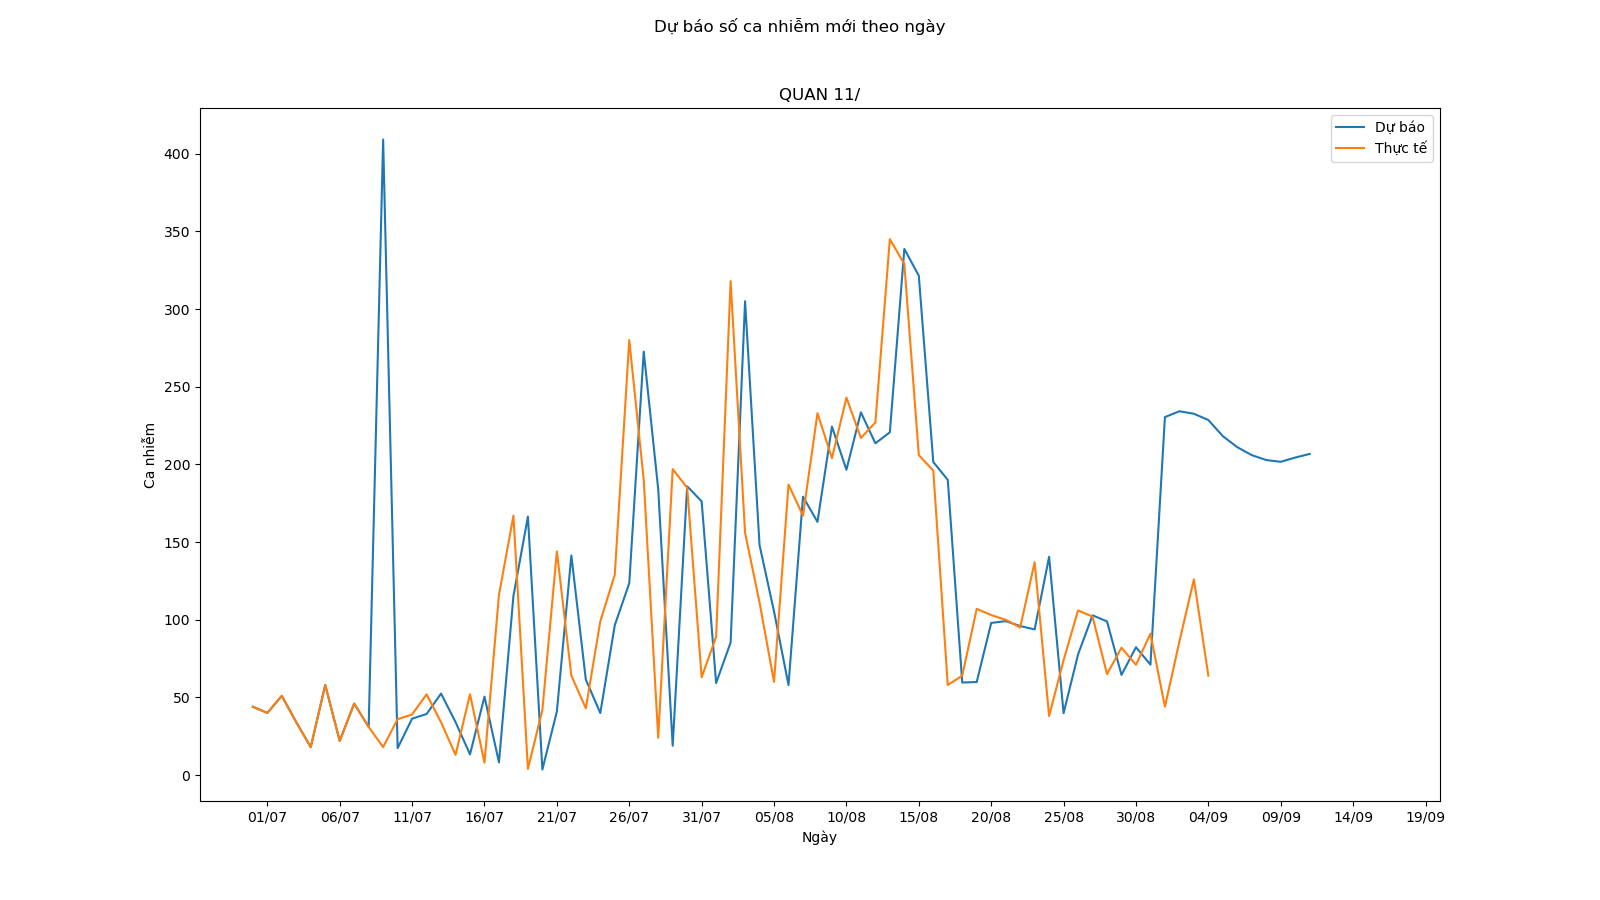 Dự báo số ca nhiễm mới theo ngày
QUAN 11/
Dự báo
Thực tế
Ca nhiễm
400
350
300
250
200
150
100
50
0
01/07 06/07 11/07 16/07 21/07 26/07 31/07 05/08 10/08 15/08 20/08 25/08 30/08 04/09 09/09 14/09 19/09
Ngày